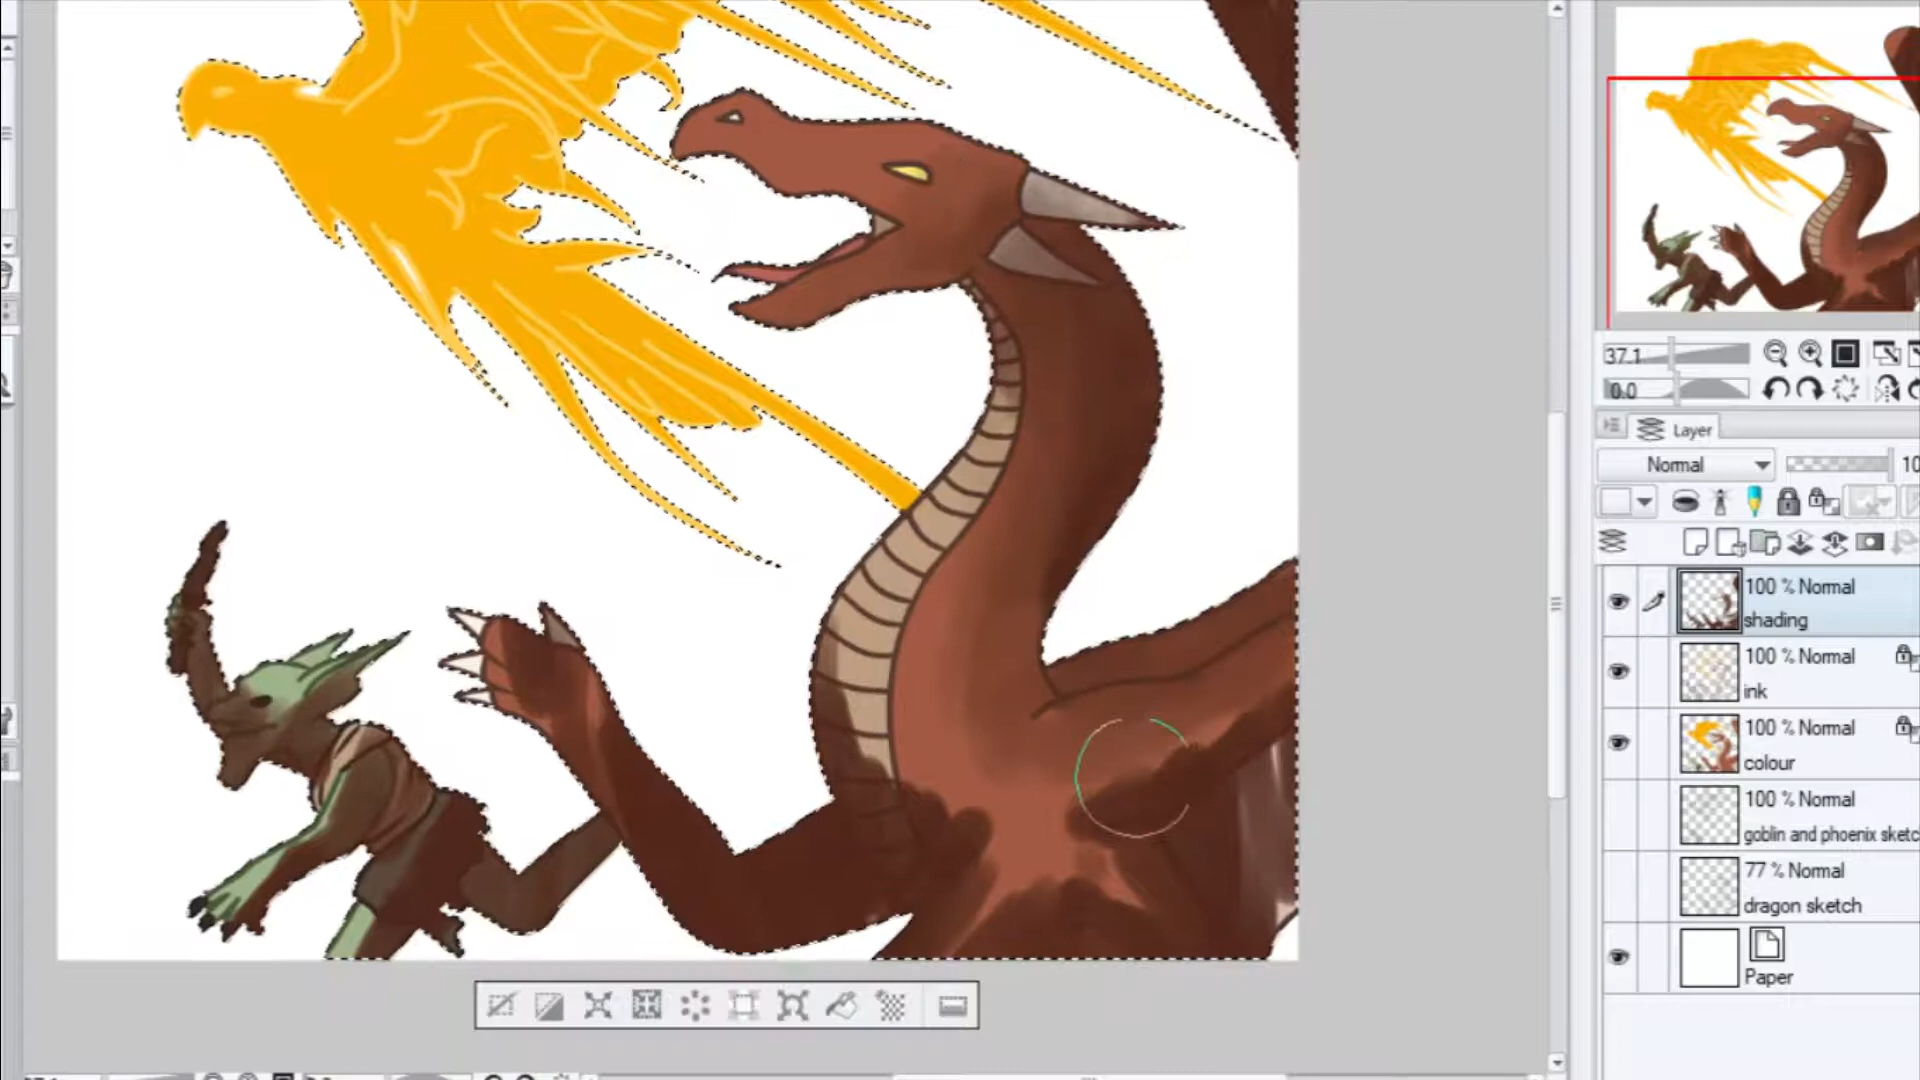 37.1
0.0
Layer
Normal
10
100 % Normal
shading
100 % Normal
ink
100 % Normal
colour
100 % Normal
goblin and phoenix sketc
77 % Normal
dragon sketch
Paper